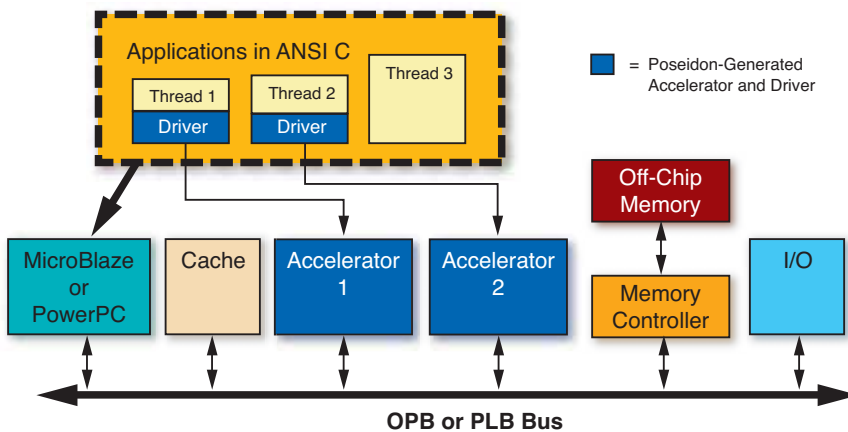 Applications in ANSI C
Thread 1
Driver
Thread 2
Driver
Thread 3
= Poseidon-Generated
Accelerator and Driver
Off-Chip
Memory
MicroBlaze
or
PowerPC
Cache
Accelerator
1
Accelerator
2
Memory
Controller
I/O
OPB or PLB Bus